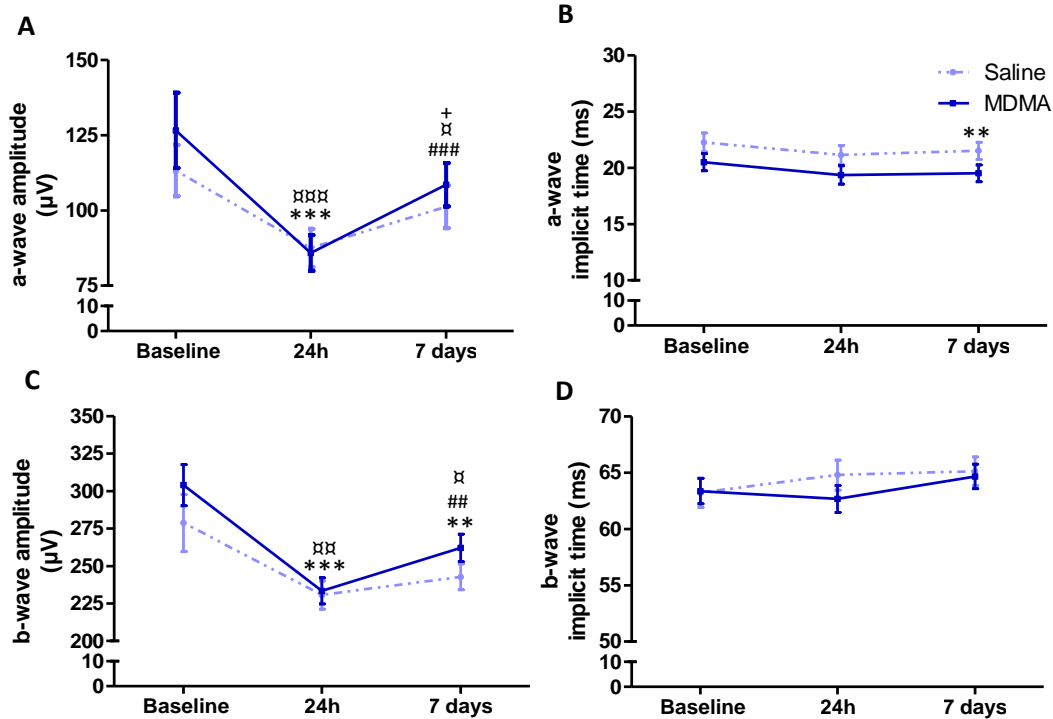 A
a-wave amplitude
(µV)
150
125
100
75
10
0
¤¤¤
***
+
¤
###
Baseline 24h 7 days
B
a-wave
implicit time (ms)
30
25
20
15
10
10
0
Saline
MDMA
**
Baseline 24h 7 days
C
b-wave amplitude
(µV)
350
325
300
275
250
225
200
10
0
¤¤
***
¤
##
**
Baseline 24h 7 days
D
b-wave
implicit time (ms)
70
65
60
55
50
10
0
Baseline 24h 7 days